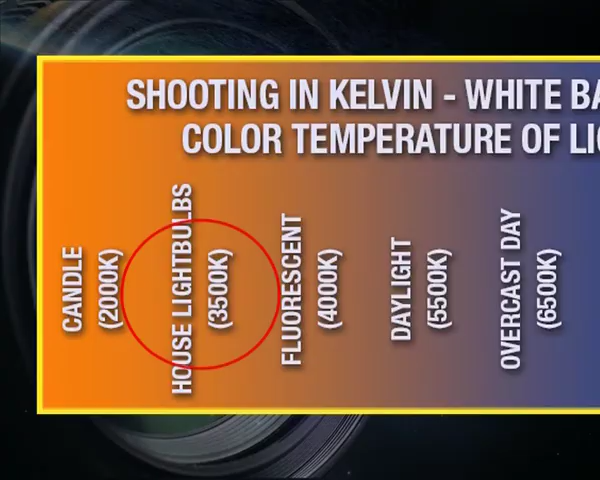 SHOOTING IN KELVIN - WHITE BA
COLOR TEMPERATURE OF LIG
CANDLE
(2000K)
HOUSE LIGHTBULBS
(3500K)
FLUORESCENT
(4000K)
DAYLIGHT
(5500K)
OVERCAST DAY
(6500K)